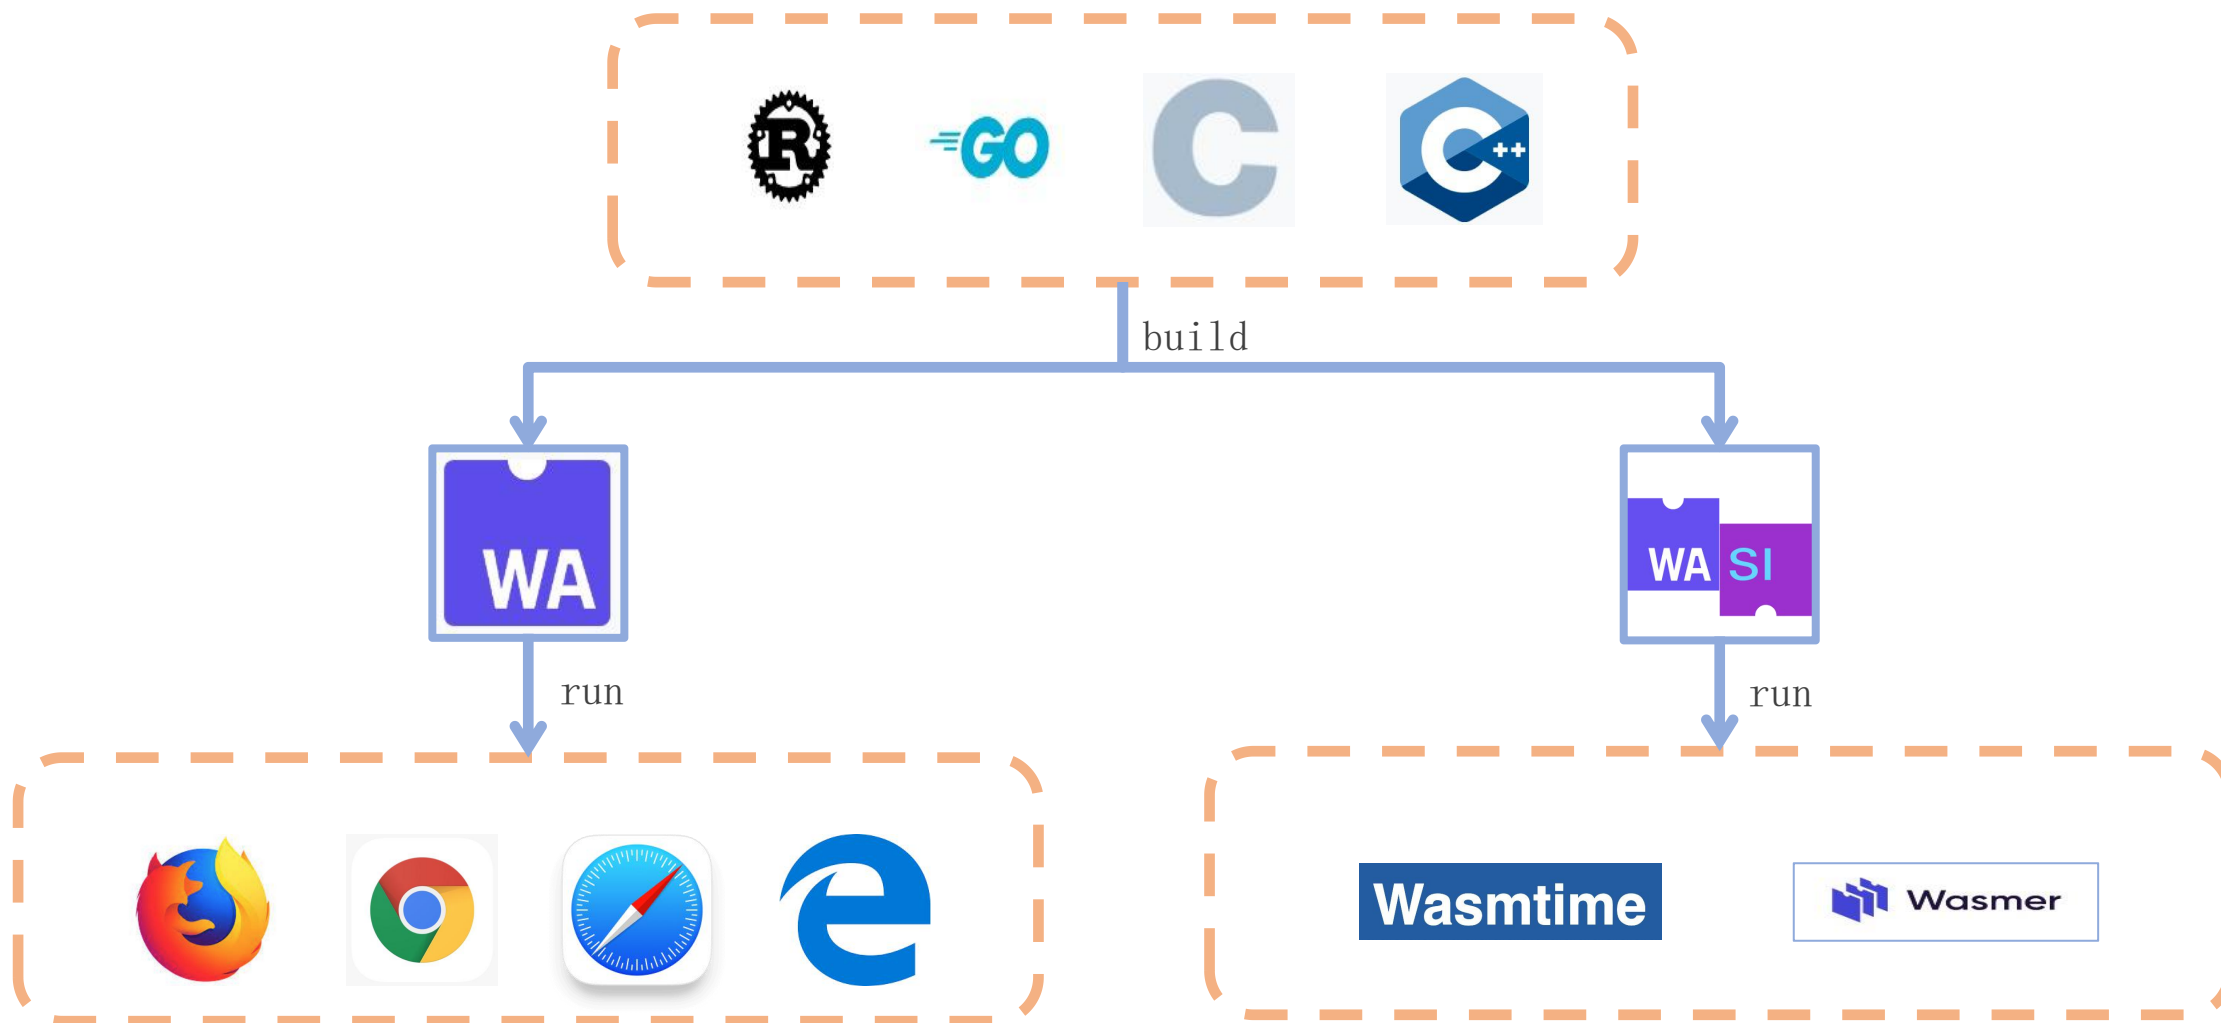 R
GO
C
C++
build
WA
WA SI
run
run
Wasmtime
Wasmer